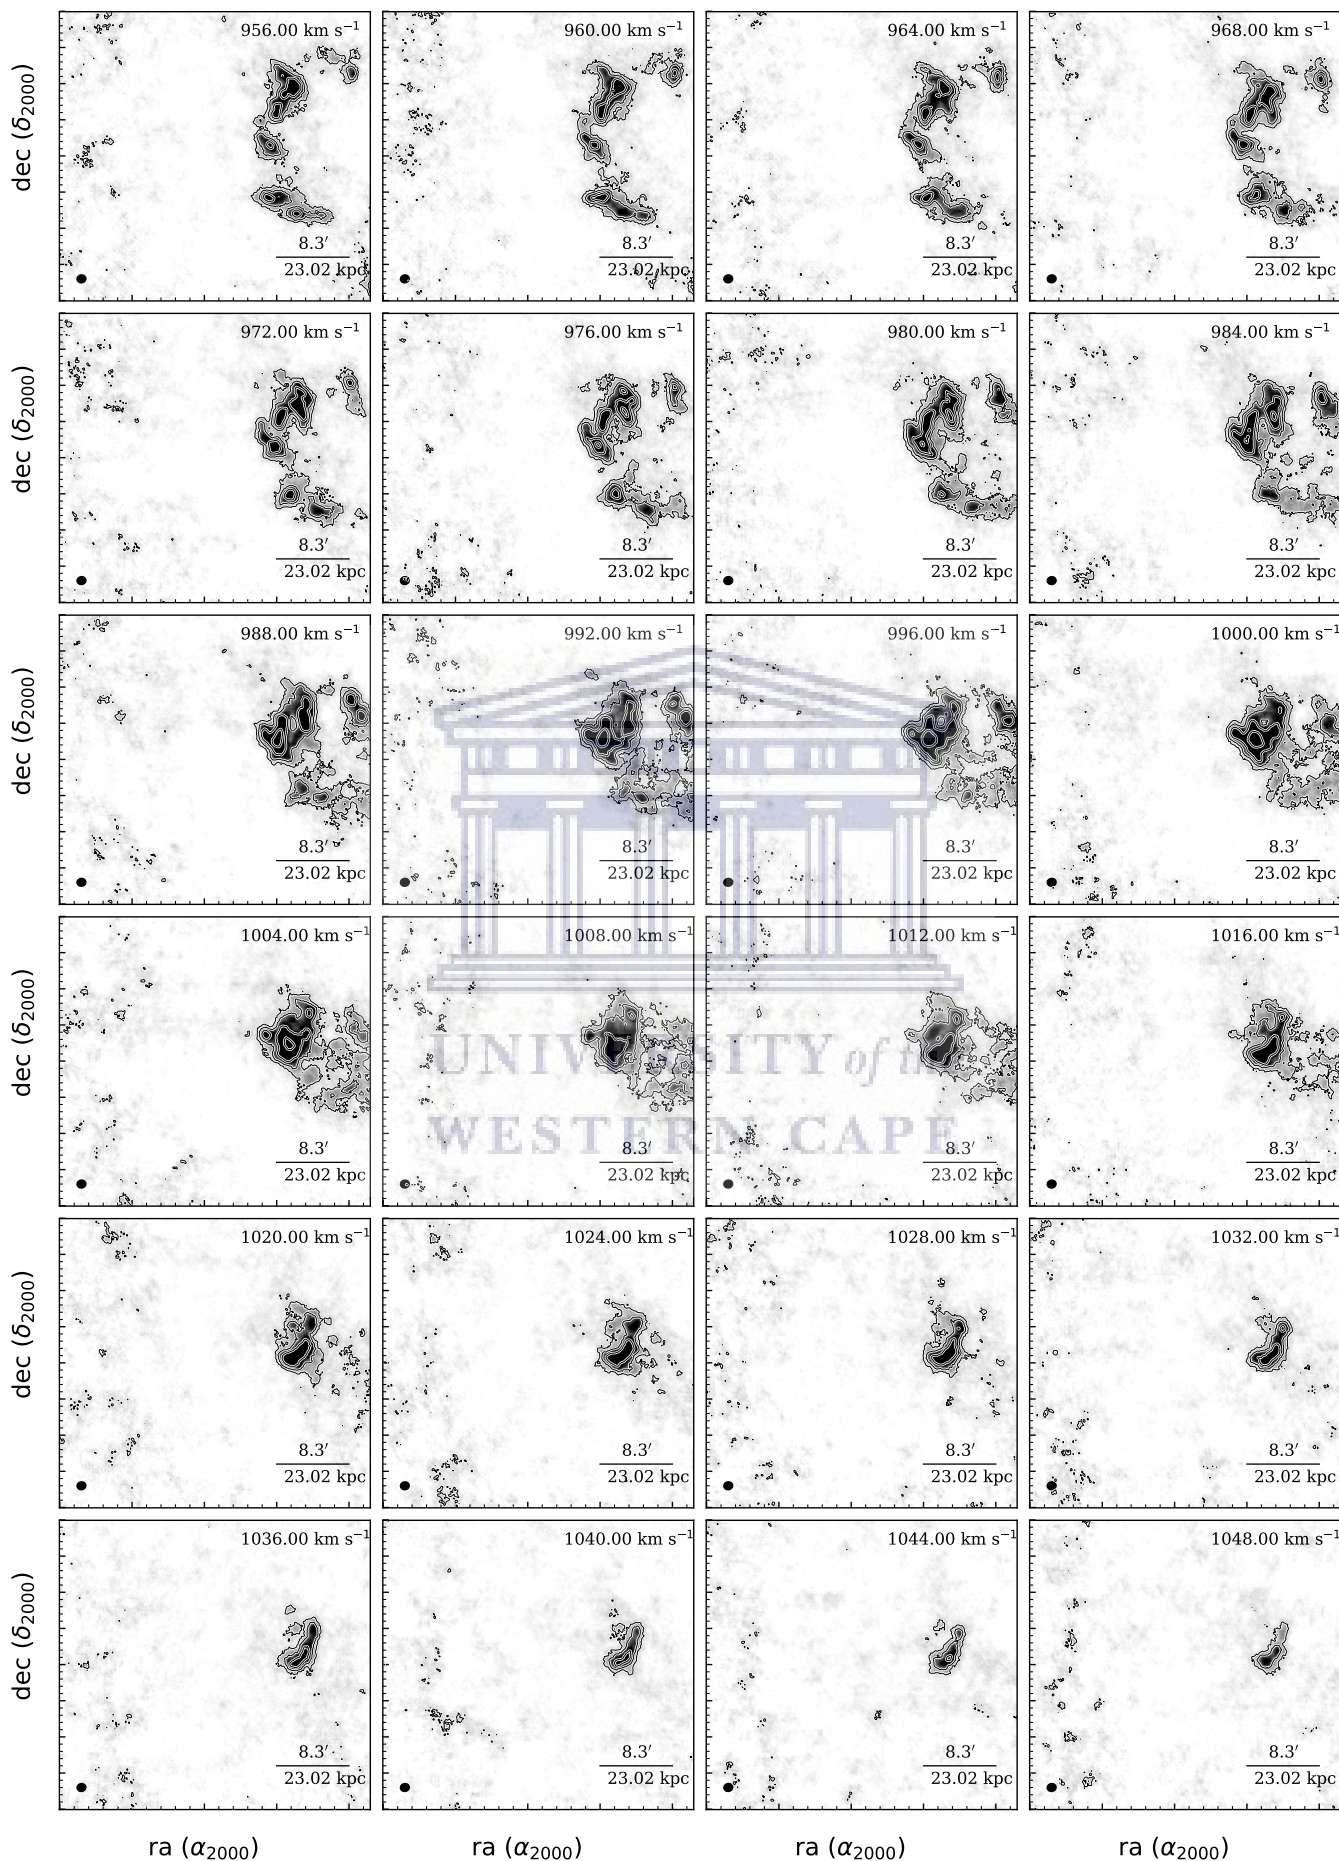 956.00 km s⁻¹ 960.00 km s⁻¹ 964.00 km s⁻¹ 968.00 km s⁻¹
dec (δ₂₀₀₀)
8.3′ 8.3′ 8.3′ 8.3′
23.02 kpc 23.02 kpc 23.02 kpc 23.02 kpc
972.00 km s⁻¹ 976.00 km s⁻¹ 980.00 km s⁻¹ 984.00 km s⁻¹
dec (δ₂₀₀₀)
8.3′ 8.3′ 8.3′ 8.3′
23.02 kpc 23.02 kpc 23.02 kpc 23.02 kpc
988.00 km s⁻¹ 992.00 km s⁻¹ 996.00 km s⁻¹ 1000.00 km s⁻¹
dec (δ₂₀₀₀)
8.3′ 8.3′ 8.3′ 8.3′
23.02 kpc 23.02 kpc 23.02 kpc 23.02 kpc
1004.00 km s⁻¹ 1008.00 km s⁻¹ 1012.00 km s⁻¹ 1016.00 km s⁻¹
dec (δ₂₀₀₀)
UNIVERSITY of the
WESTERN CAPE
8.3′ 8.3′ 8.3′ 8.3′
23.02 kpc 23.02 kpc 23.02 kpc 23.02 kpc
1020.00 km s⁻¹ 1024.00 km s⁻¹ 1028.00 km s⁻¹ 1032.00 km s⁻¹
dec (δ₂₀₀₀)
8.3′ 8.3′ 8.3′ 8.3′
23.02 kpc 23.02 kpc 23.02 kpc 23.02 kpc
1036.00 km s⁻¹ 1040.00 km s⁻¹ 1044.00 km s⁻¹ 1048.00 km s⁻¹
dec (δ₂₀₀₀)
8.3′ 8.3′ 8.3′ 8.3′
23.02 kpc 23.02 kpc 23.02 kpc 23.02 kpc
ra (α₂₀₀₀) ra (α₂₀₀₀) ra (α₂₀₀₀) ra (α₂₀₀₀)